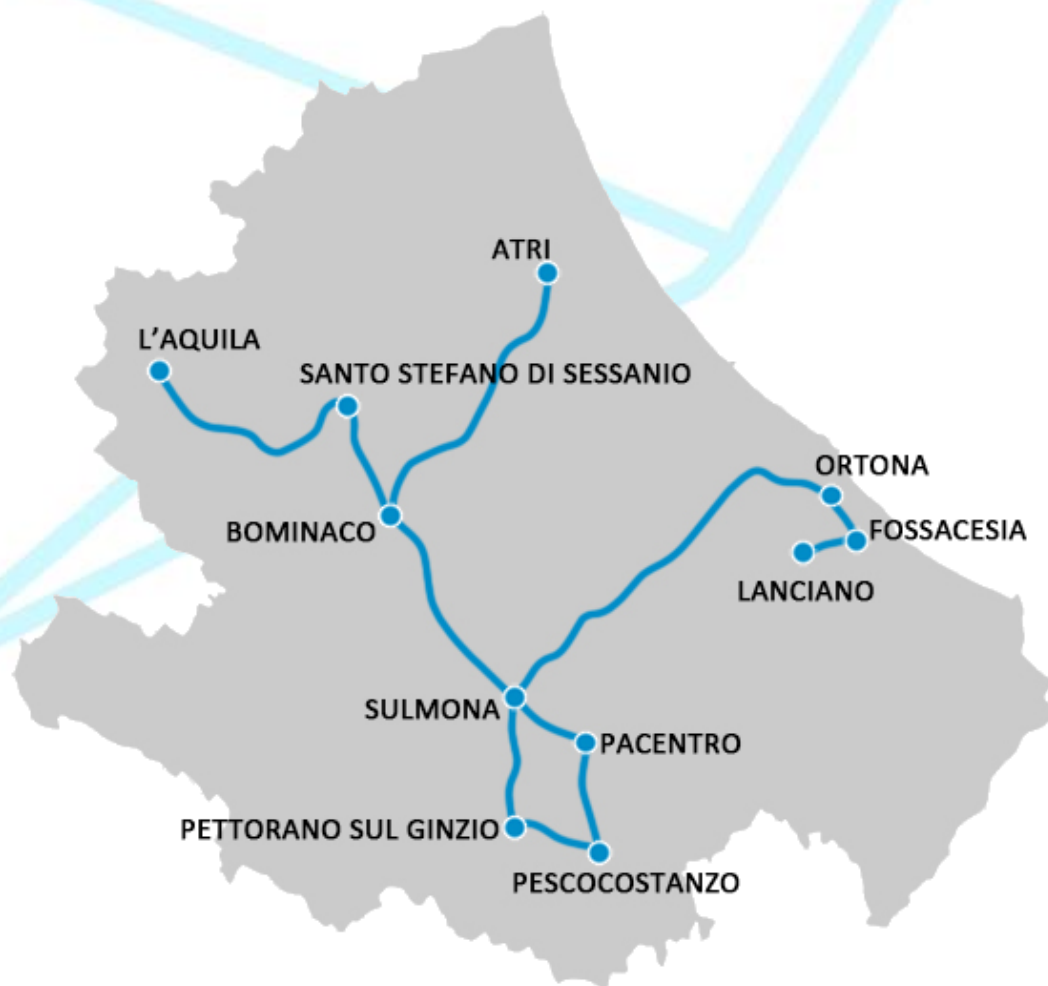 ATRI
L'AQUILA
SANTO STEFANO DI SESSANIO
ORTONA
BOMINACO
FOSSACESIA
LANCIANO
SULMONA
PACENTRO
PETTORANO SUL GINZIO
PESCOCOSTANZO